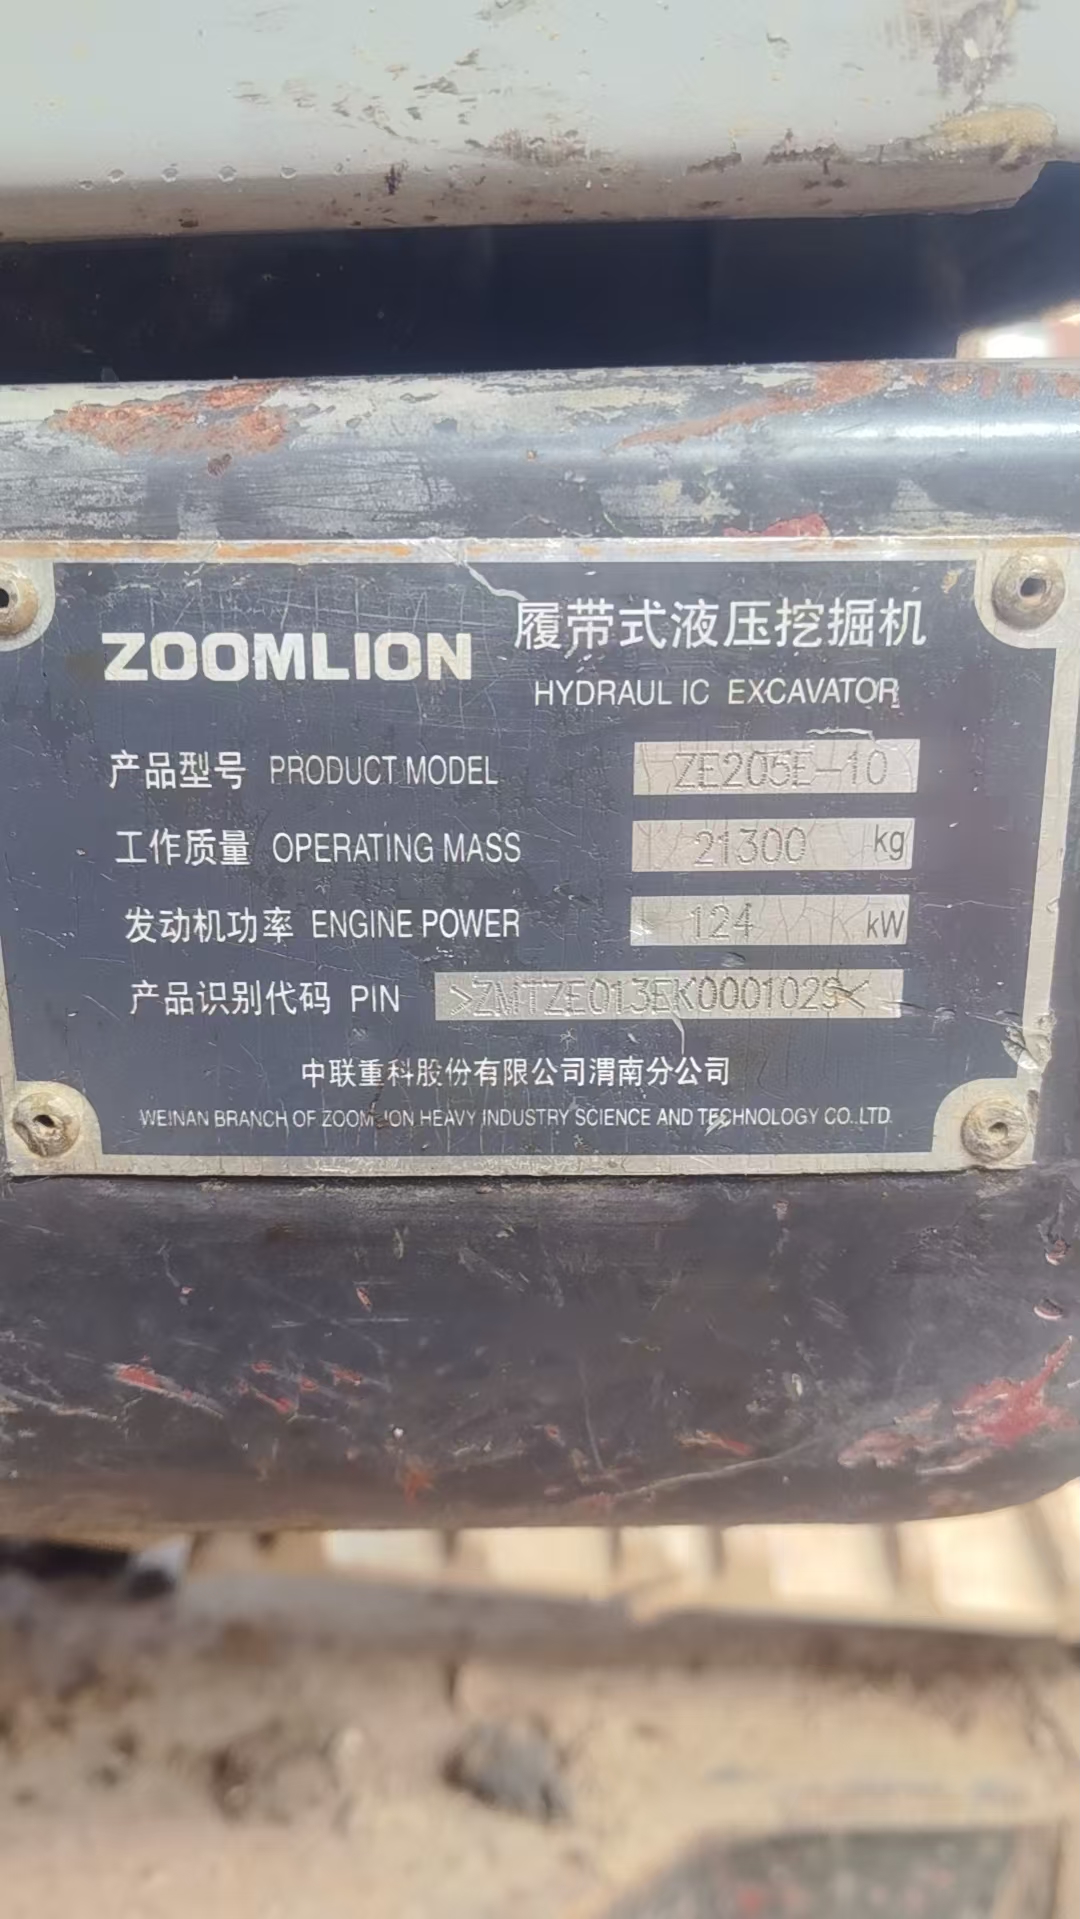 ZOOMLION
履带式液压挖掘机
HYDRAULIC EXCAVATOR
产品型号 PRODUCT MODEL ZE205E-10
工作质量 OPERATING MASS 21300 kg
发动机功率 ENGINE POWER 124 kW
产品识别代码 PIN >ZMTZE013EK0001029<
中联重科股份有限公司渭南分公司
WEINAN BRANCH OF ZOOMLION HEAVY INDUSTRY SCIENCE AND TECHNOLOGY CO.,LTD.